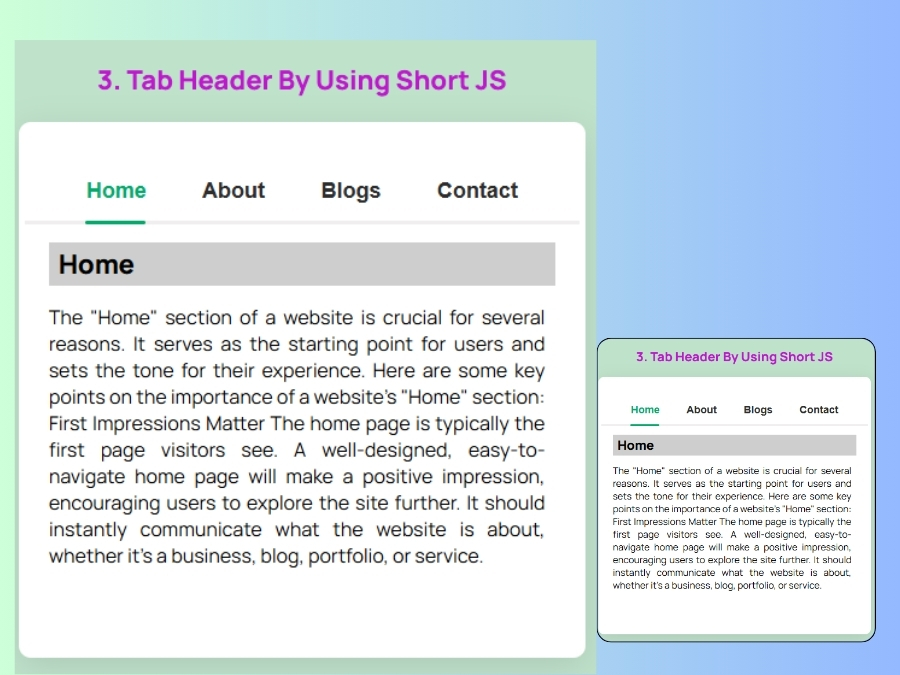 3. Tab Header By Using Short JS
Home About Blogs Contact
Home
The "Home" section of a website is crucial for several
reasons. It serves as the starting point for users and
sets the tone for their experience. Here are some key
points on the importance of a website's "Home" section:
First Impressions Matter The home page is typically the
first page visitors see. A well-designed, easy-to-
navigate home page will make a positive impression,
encouraging users to explore the site further. It should
instantly communicate what the website is about,
whether it's a business, blog, portfolio, or service.
3. Tab Header By Using Short JS
Home About Blogs Contact
Home
The "Home" section of a website is crucial for several
reasons. It serves as the starting point for users and
sets the tone for their experience. Here are some key
points on the importance of a website's "Home" section:
First Impressions Matter The home page is typically the
first page visitors see. A well-designed, easy-to-
navigate home page will make a positive impression,
encouraging users to explore the site further. It should
instantly communicate what the website is about,
whether it's a business, blog, portfolio, or service.